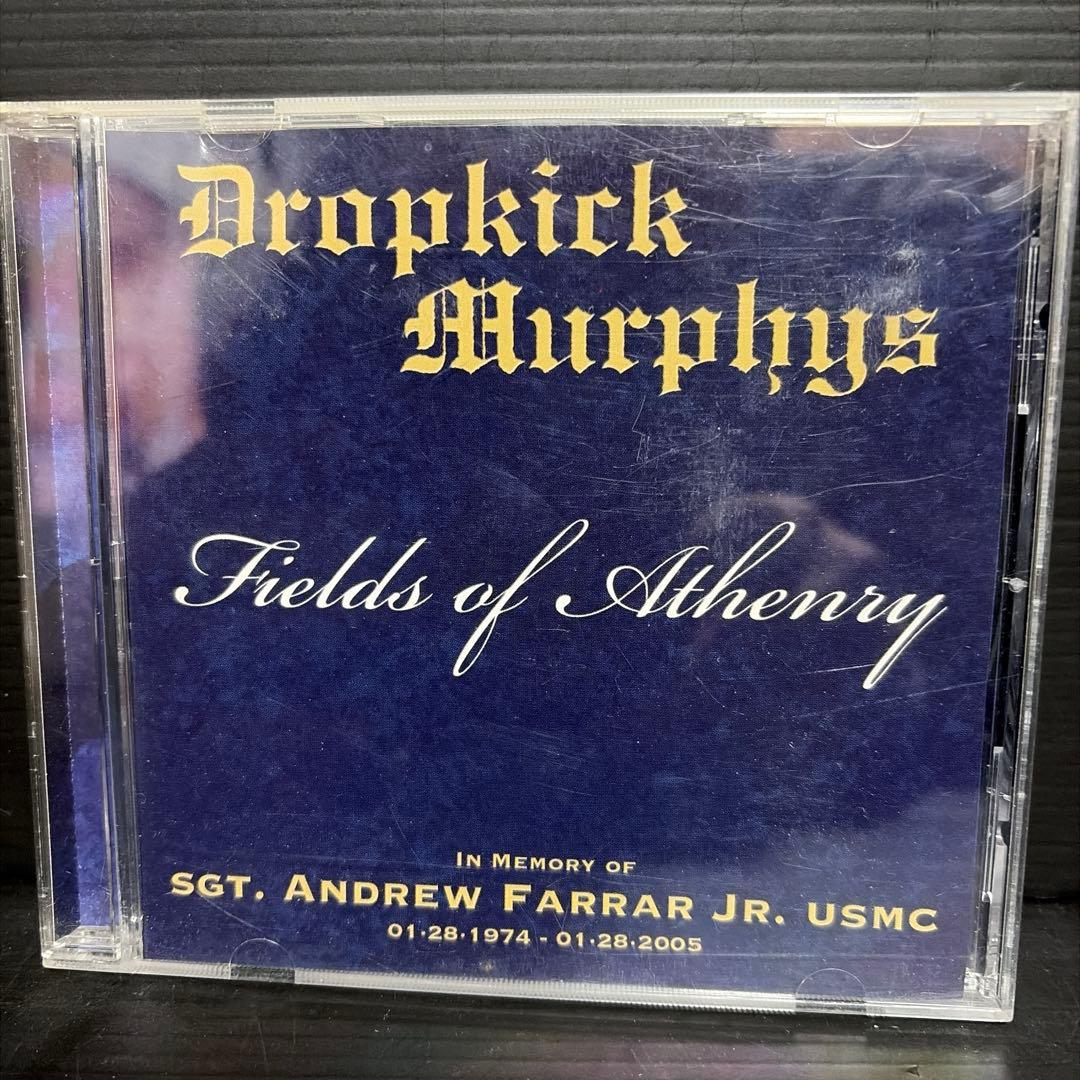 Dropkick
Murphys
Fields of Athenry
IN MEMORY OF
SGT. ANDREW FARRAR JR. USMC
01·28·1974 - 01·28·2005